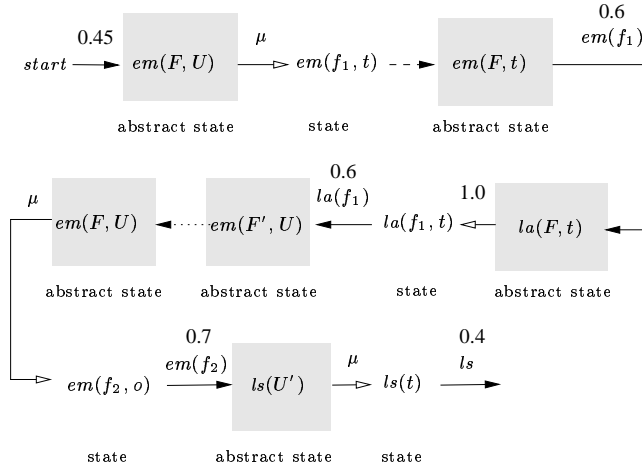 0.45 μ 0.6
em(f₁)
start em(F, U) em(f₁, t) em(F, t)
abstract state state abstract state
μ 0.6
la(f₁) 1.0
em(F, U) em(F′, U) la(f₁, t) la(F, t)
abstract state abstract state state abstract state
0.7 μ 0.4
em(f₂) ls
em(f₂, o) ls(U′) ls(t)
state abstract state state